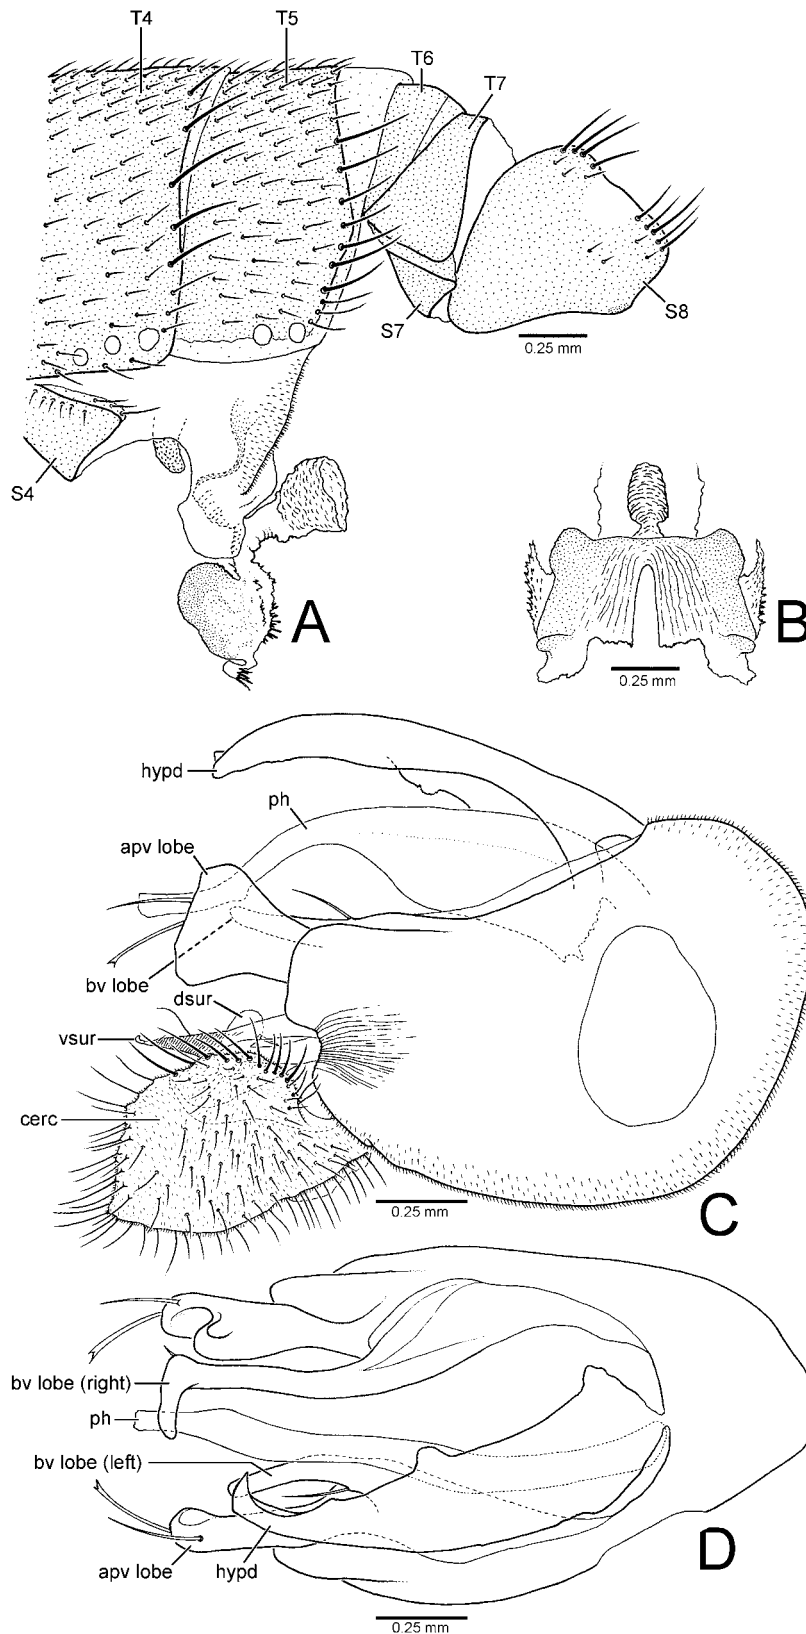 T4
T5
T6
T7
S7
S8
0.25 mm
S4
A
B
0.25 mm
hypd
ph
apv lobe
bv lobe
dsur
vsur
cerc
0.25 mm
C
bv lobe (right)
ph
bv lobe (left)
apv lobe
hypd
D
0.25 mm